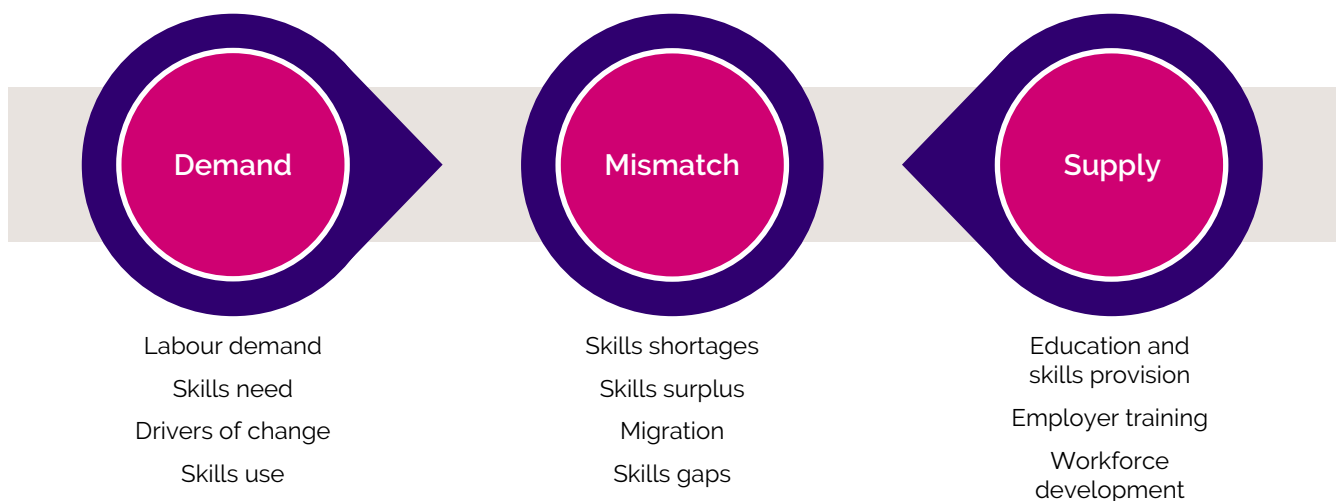 Demand
Mismatch
Supply
Labour demand
Skills need
Drivers of change
Skills use
Skills shortages
Skills surplus
Migration
Skills gaps
Education and
skills provision
Employer training
Workforce
development